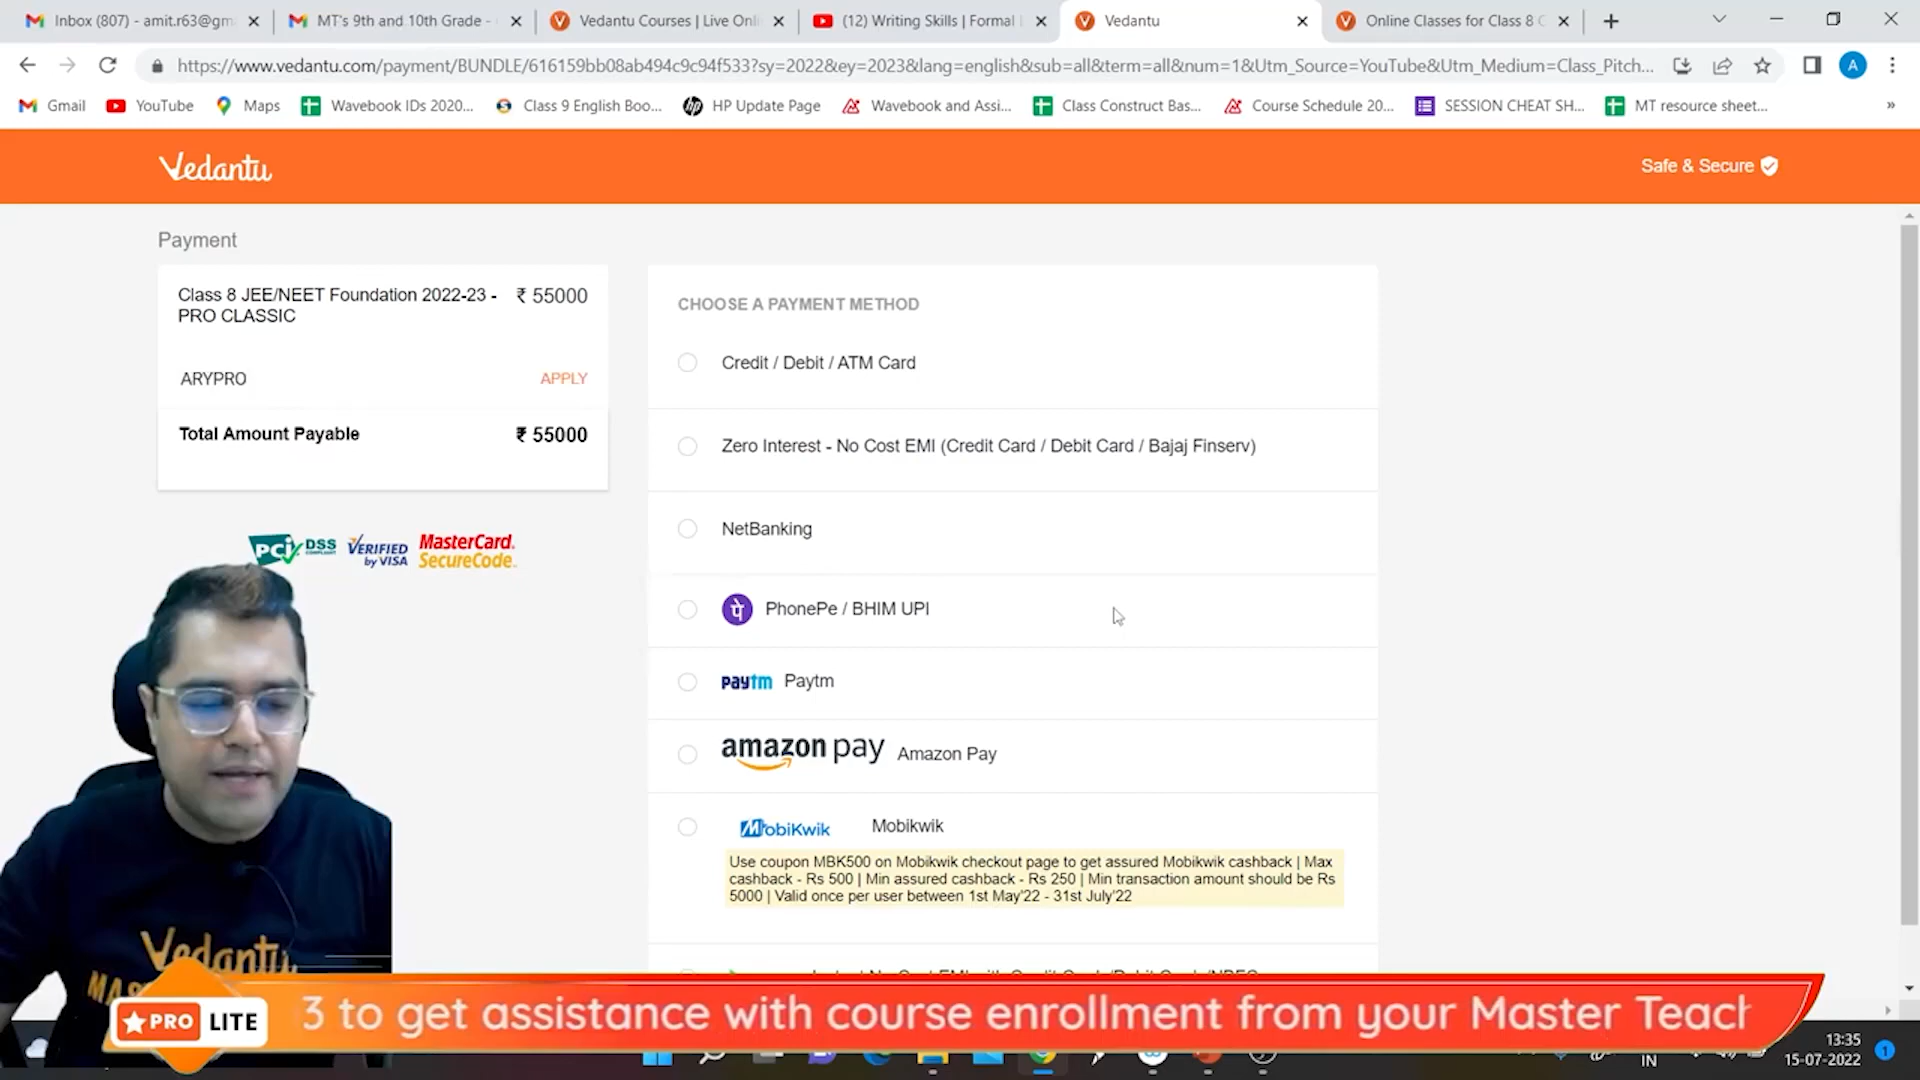 Inbox (807) - amit.r63@gm
MT's 9th and 10th Grade -
Vedantu Courses | Live Onli
(12) Writing Skills | Formal
Vedantu
Online Classes for Class 8 C
https://www.vedantu.com/payment/BUNDLE/616159bb08ab494c9c94f533?sy=2022&ey=2023&lang=english&sub=all&term=all&num=1&Utm_Source=YouTube&Utm_Medium=Class_Pitch...
A
Gmail
YouTube
Maps
Wavebook IDs 2020...
Class 9 English Boo...
HP Update Page
Wavebook and Assi...
Class Construct Bas...
Course Schedule 20...
SESSION CHEAT SH...
MT resource sheet...
Vedantu
Safe & Secure
Payment
Class 8 JEE/NEET Foundation 2022-23 - ₹ 55000
PRO CLASSIC
ARYPRO APPLY
Total Amount Payable ₹ 55000
PCI DSS COMPLIANT
VERIFIED by VISA
MasterCard. SecureCode.
CHOOSE A PAYMENT METHOD
Credit / Debit / ATM Card
Zero Interest - No Cost EMI (Credit Card / Debit Card / Bajaj Finserv)
NetBanking
पे PhonePe / BHIM UPI
paytm Paytm
amazon pay Amazon Pay
MobiKwik Mobikwik
Use coupon MBK500 on Mobikwik checkout page to get assured Mobikwik cashback | Max
cashback - Rs 500 | Min assured cashback - Rs 250 | Min transaction amount should be Rs
5000 | Valid once per user between 1st May'22 - 31st July'22
Vedantu
PRO LITE
3 to get assistance with course enrollment from your Master Teach
IN
13:35
15-07-2022
1